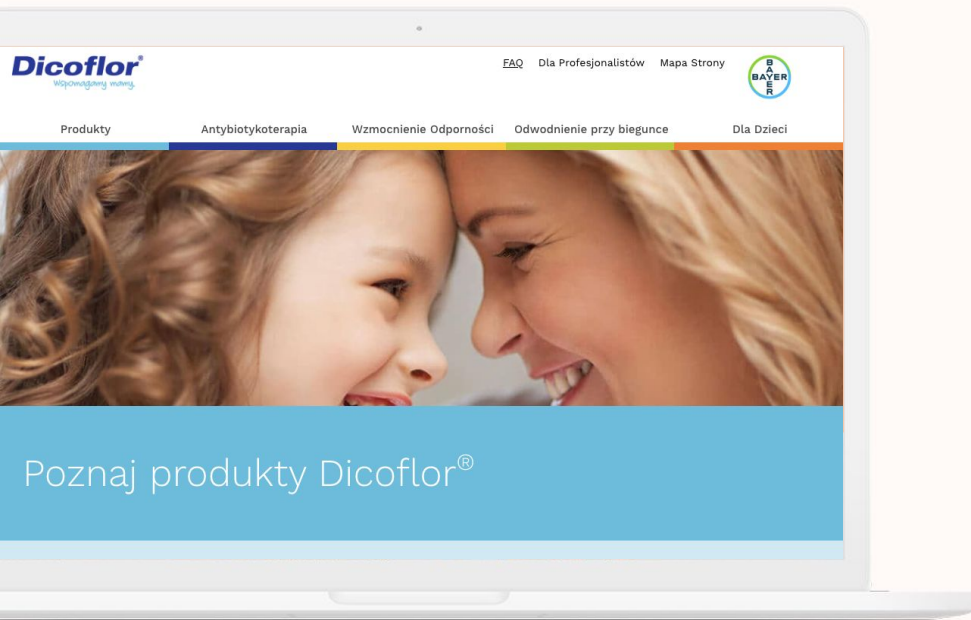 Dicoflor®
Wspomagamy mamy.
FAQ Dla Profesjonalistów Mapa Strony
BAYER
BAYER
Produkty Antybiotykoterapia Wzmocnienie Odporności Odwodnienie przy biegunce Dla Dzieci
Poznaj produkty Dicoflor®